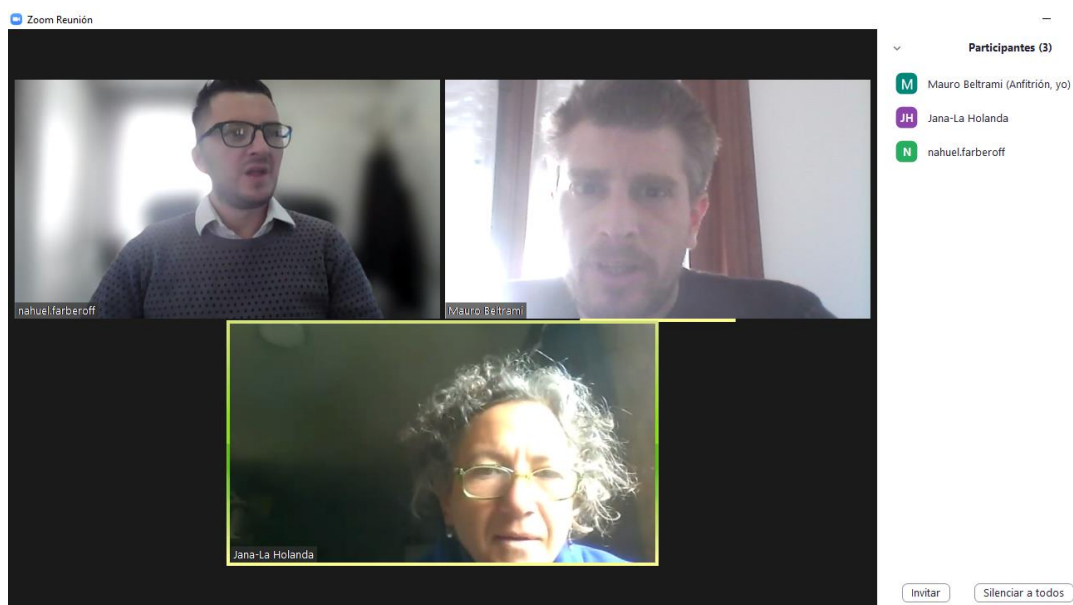 Zoom Reunión
Participantes (3)
M Mauro Beltrami (Anfitrión, yo)
JH Jana-La Holanda
N nahuel.farberoff
nahuel.farberoff
Mauro Beltrami
Jana-La Holanda
Invitar
Silenciar a todos